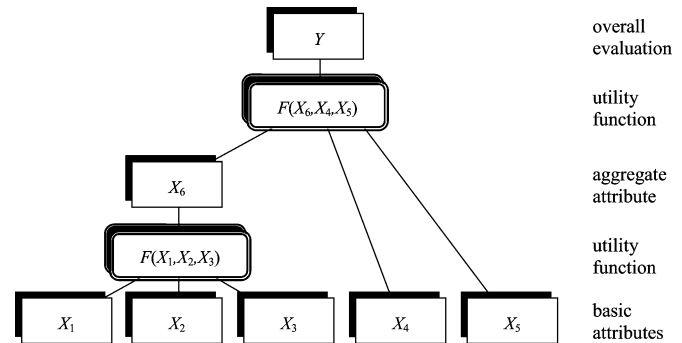 Y
overall
evaluation
F(X₆,X₄,X₅)
utility
function
X₆
aggregate
attribute
F(X₁,X₂,X₃)
utility
function
X₁ X₂ X₃ X₄ X₅
basic
attributes